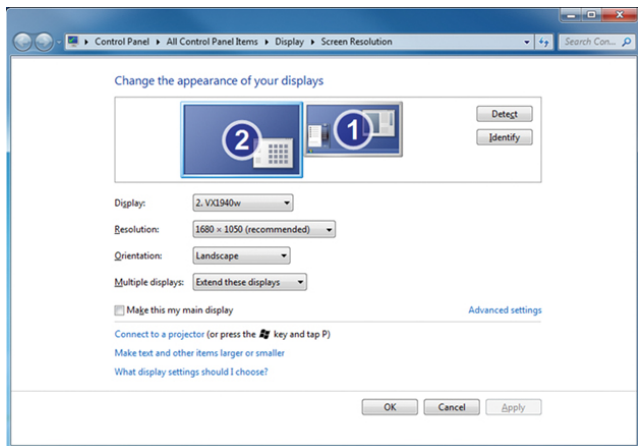 Control Panel ▸ All Control Panel Items ▸ Display ▸ Screen Resolution
Search Con...
Change the appearance of your displays
2
1
Detect
Identify
Display: 2. VX1940w
Resolution: 1680 × 1050 (recommended)
Orientation: Landscape
Multiple displays: Extend these displays
Make this my main display
Advanced settings
Connect to a projector (or press the key and tap P)
Make text and other items larger or smaller
What display settings should I choose?
OK
Cancel
Apply